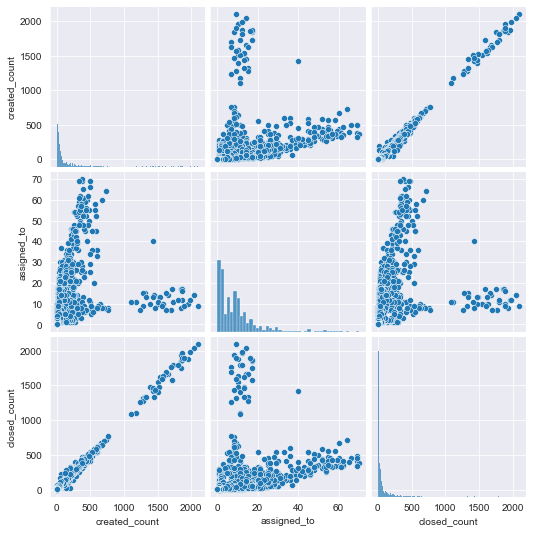 2000
1500
1000
500
0
created_count
70
60
50
40
30
20
10
0
assigned_to
2000
1500
1000
500
0
closed_count
0 500 1000 1500 2000
0 20 40 60
0 500 1000 1500 2000
created_count assigned_to closed_count